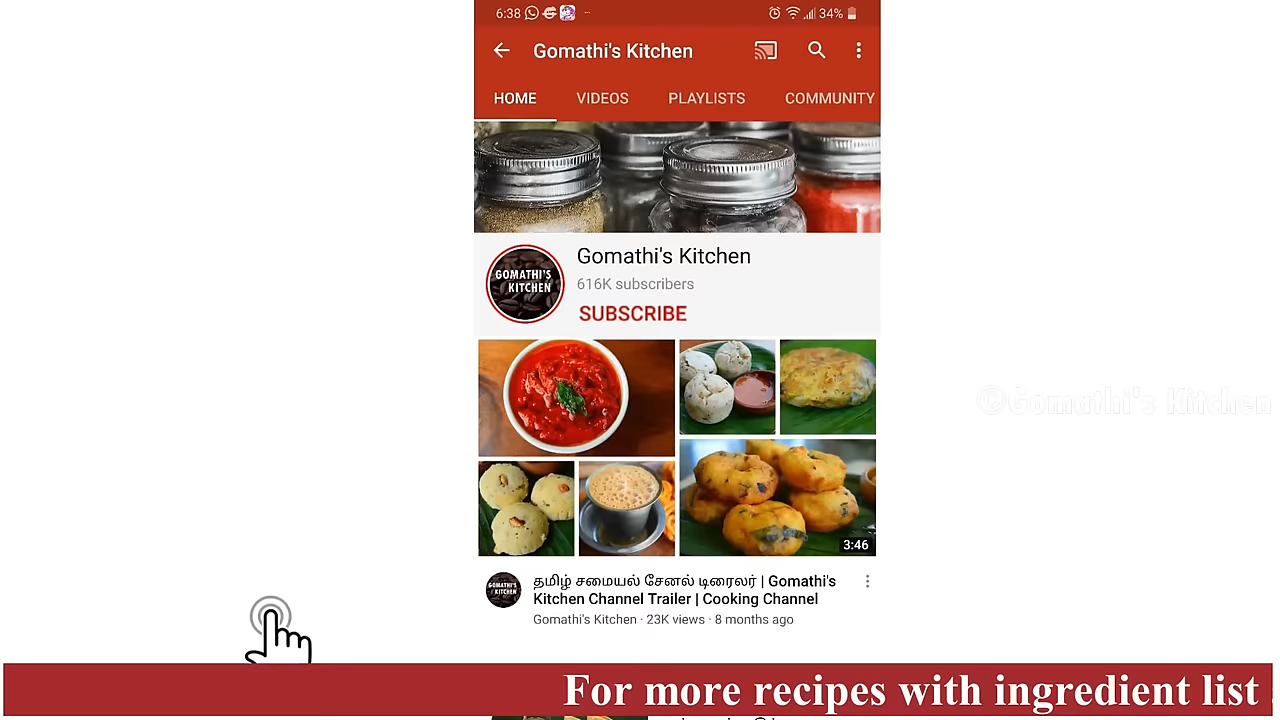 6:38
34%
Gomathi's Kitchen
HOME VIDEOS PLAYLISTS COMMUNITY
Gomathi's Kitchen
616K subscribers
GOMATHI'S
KITCHEN
SUBSCRIBE
3:46
தமிழ் சமையல் சேனல் டிரைலர் | Gomathi's
Kitchen Channel Trailer | Cooking Channel
GOMATHI'S
KITCHEN
Gomathi's Kitchen · 23K views · 8 months ago
©Gomathi's Kitchen
For more recipes with ingredient list